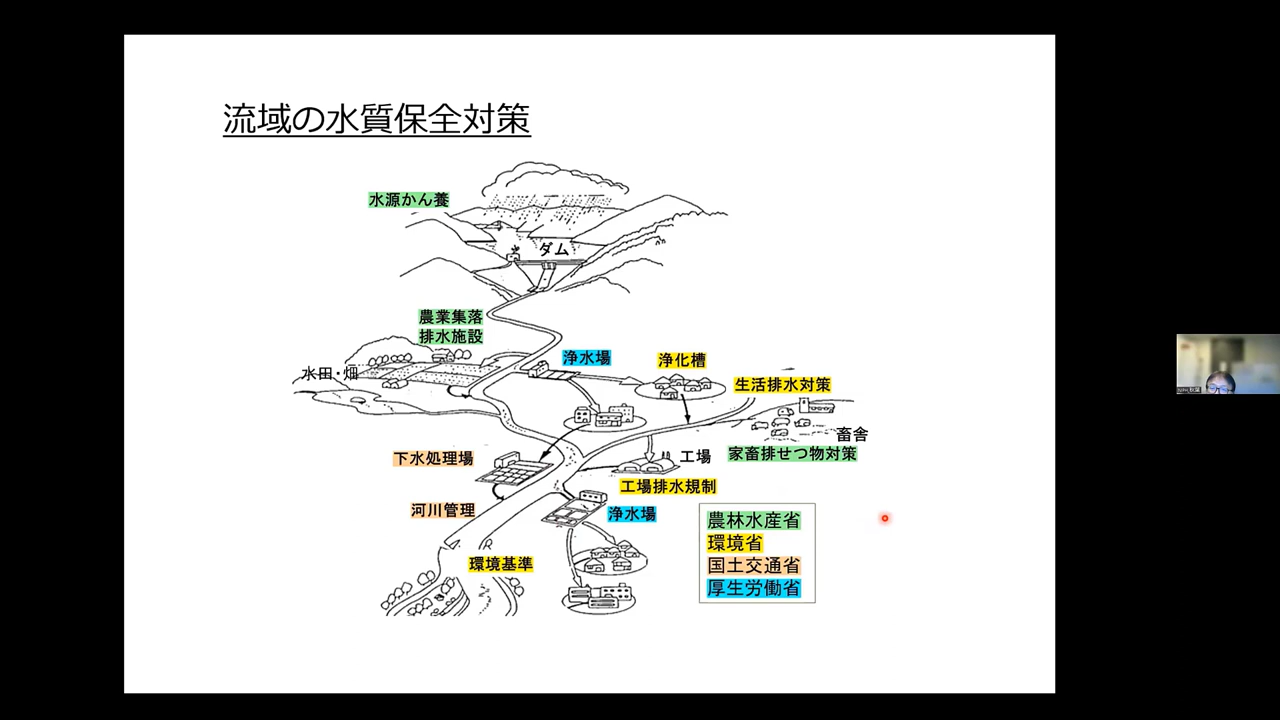 流域の水質保全対策
水源かん養
ダム
農業集落
排水施設
浄水場
浄化槽
水田・畑
生活排水対策
畜舎
家畜排せつ物対策
下水処理場
工場
工場排水規制
河川管理
浄水場
環境基準
農林水産省
環境省
国土交通省
厚生労働省